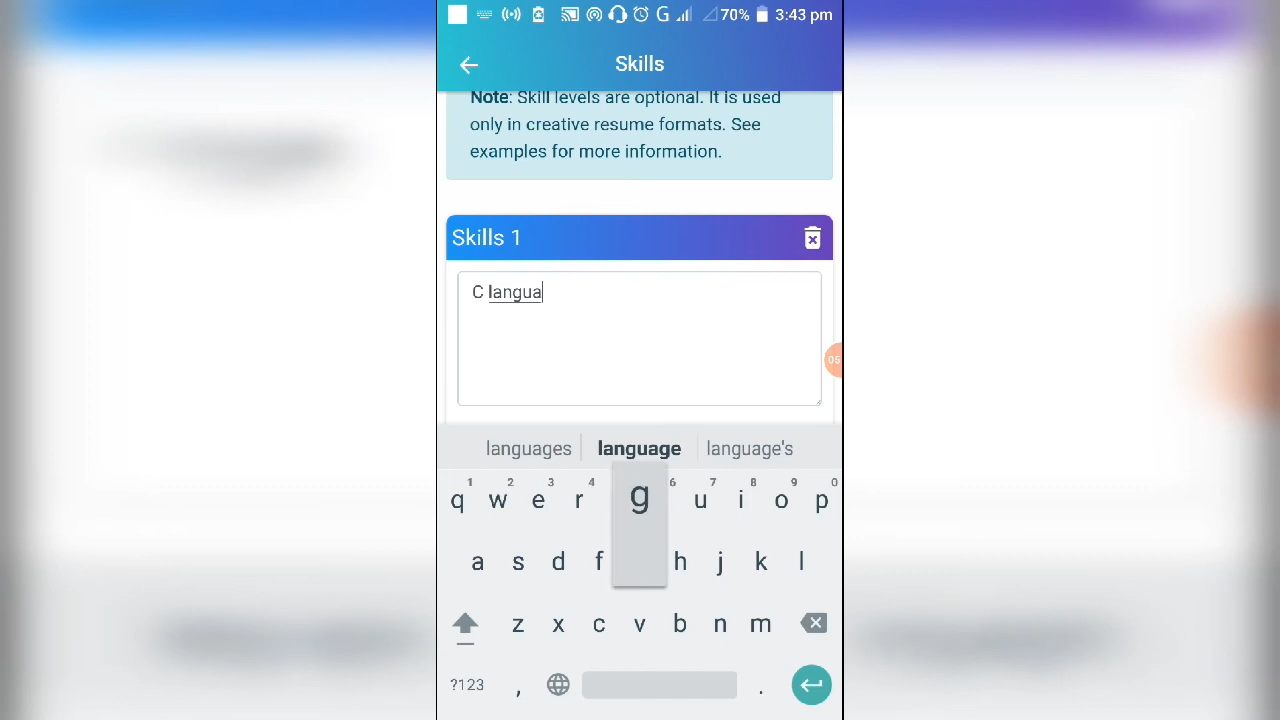 70% 3:43 pm
Skills
Note: Skill levels are optional. It is used
only in creative resume formats. See
examples for more information.
Skills 1
C langua
05
languages language language's
1 2 3 4 6 7 8 9 0
q w e r g u i o p
a s d f h j k l
z x c v b n m
?123 , .